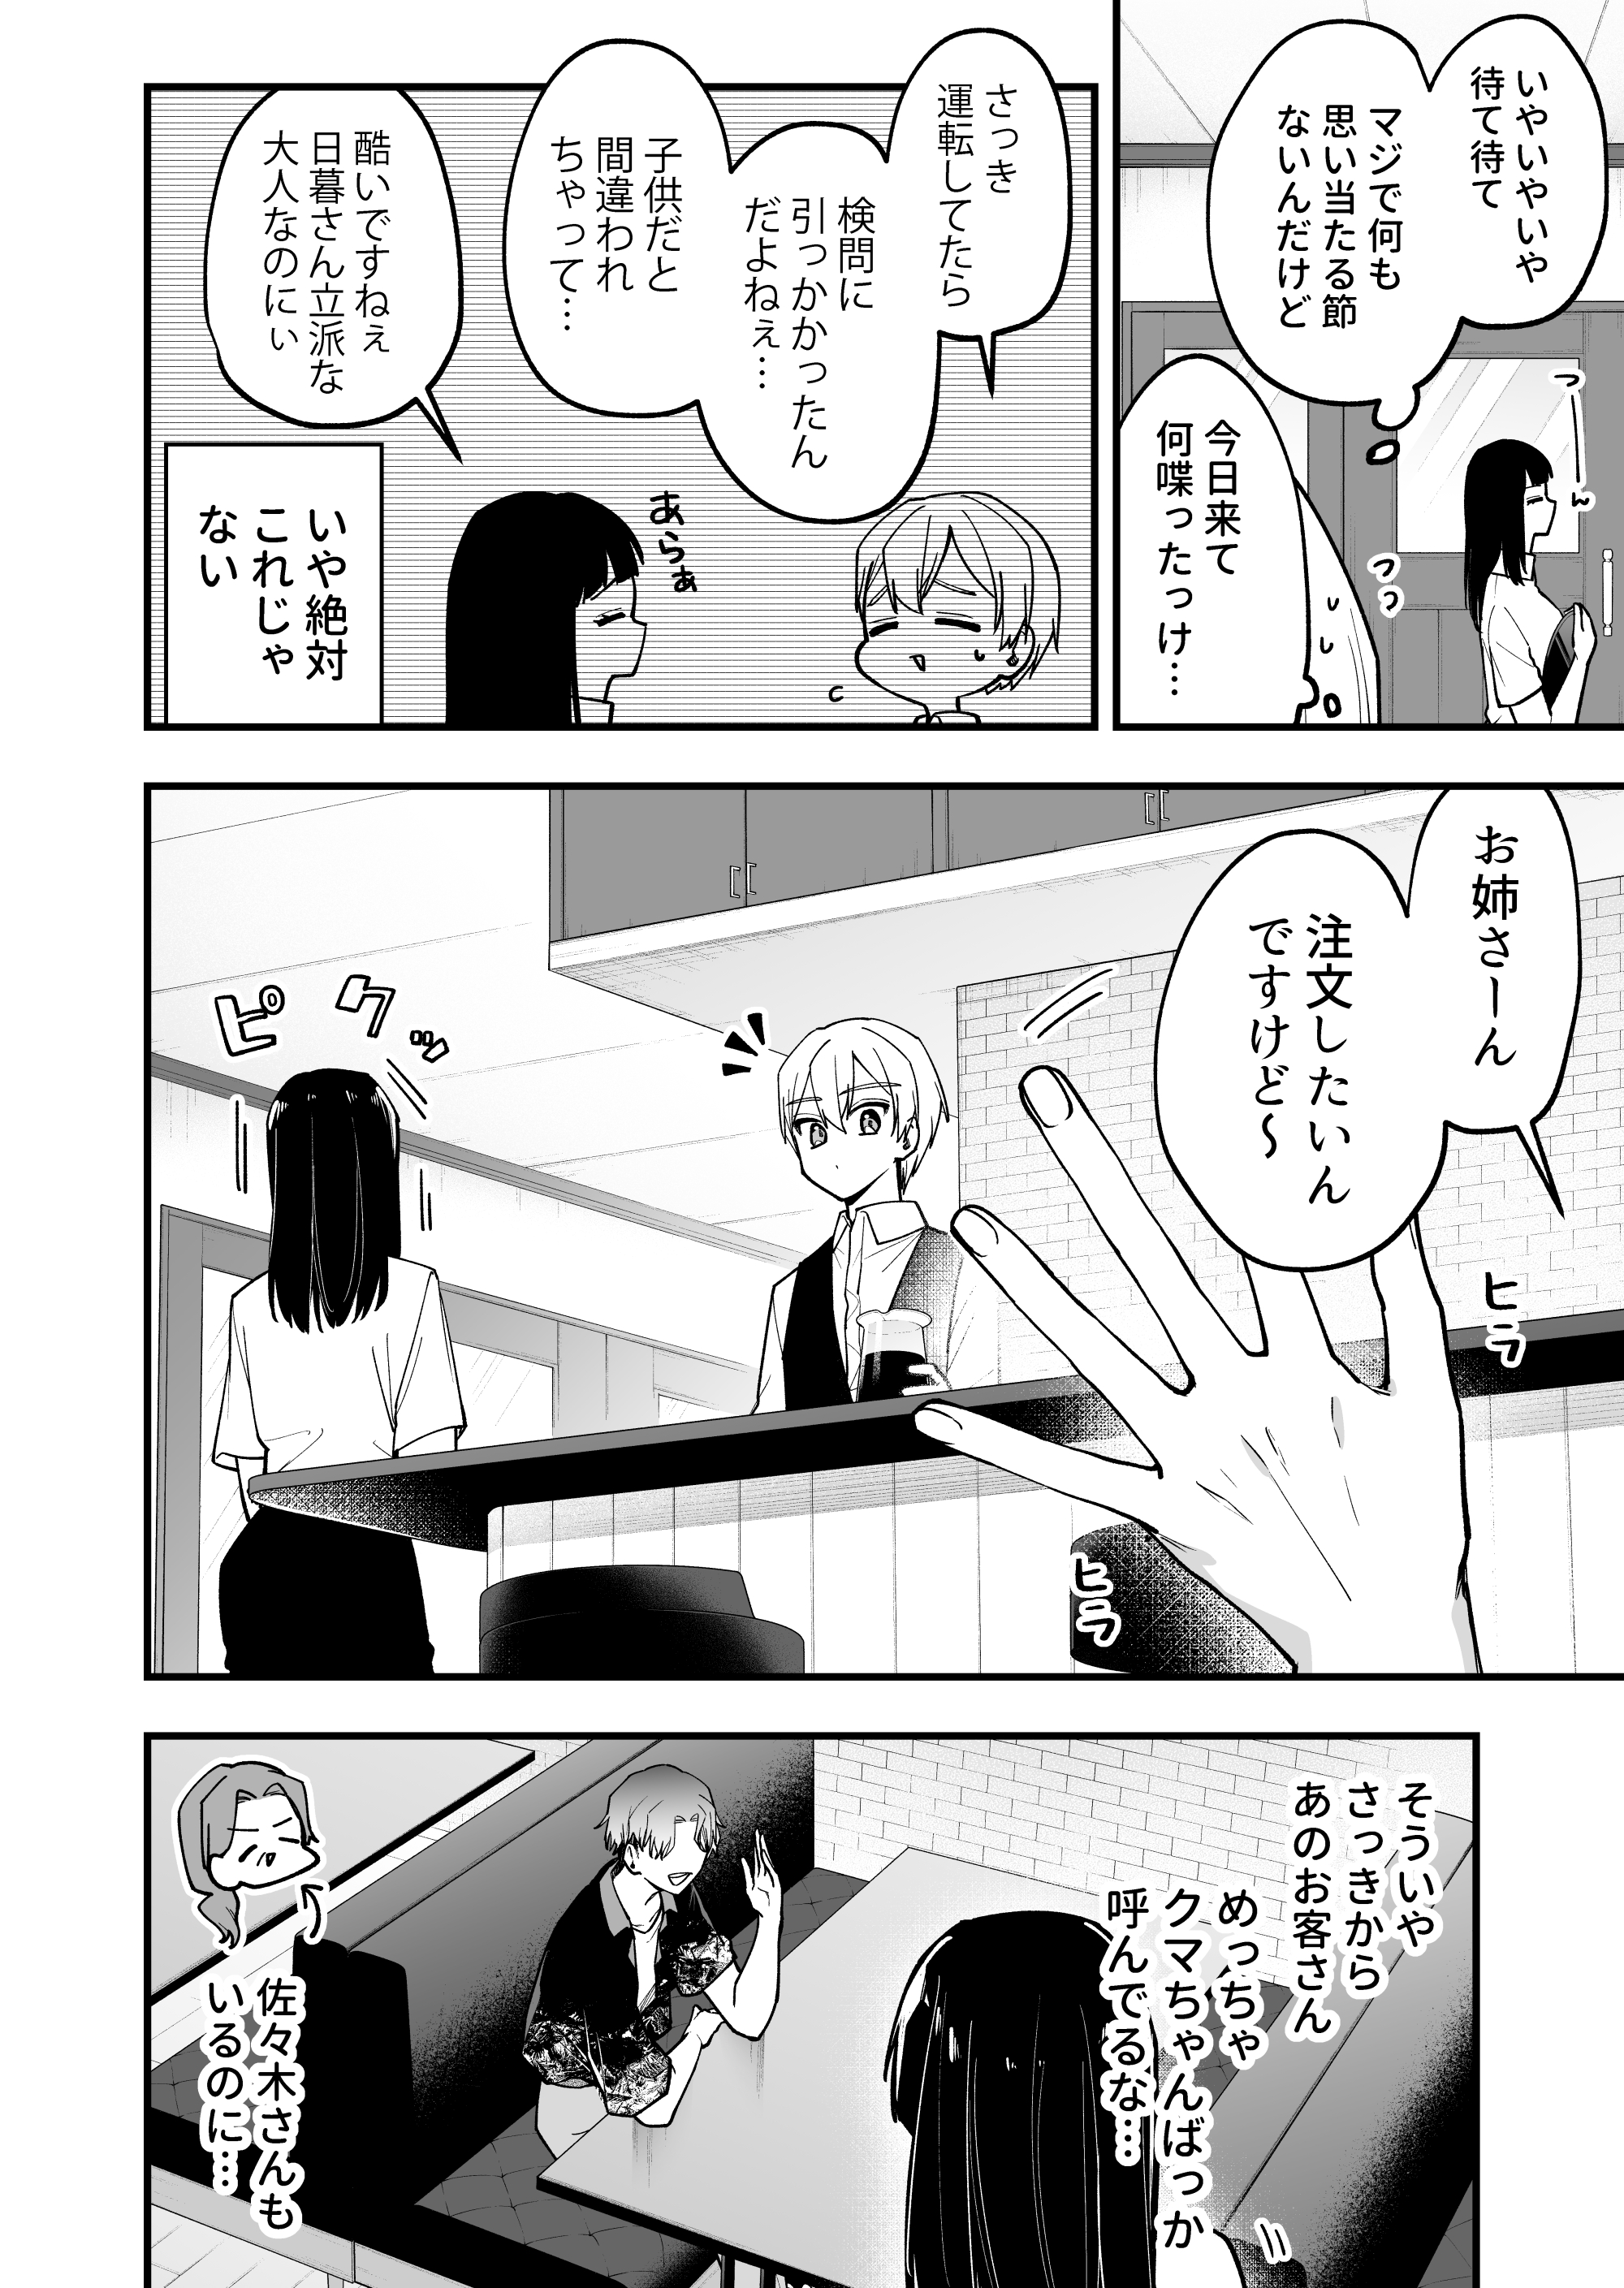 いやいやいや
待て待て
マジで何も
思い当たる節
ないんだけど
つーん
つつ
今日来て
何喋ったっけ…
さっき
運転してたら
検問に
引っかかったん
だよねぇ…
子供だと
間違われ
ちゃって…
酷いですねぇ
日暮さん立派な
大人なのにぃ
あらぁ
いや絶対
これじゃ
ない
お姉さーん
注文したいん
ですけど～
ヒラ
ヒラ
ピクッ
そういや
さっきから
あのお客さん
めっちゃ
クマちゃんばっか
呼んでるな…
佐々木さんも
いるのに…